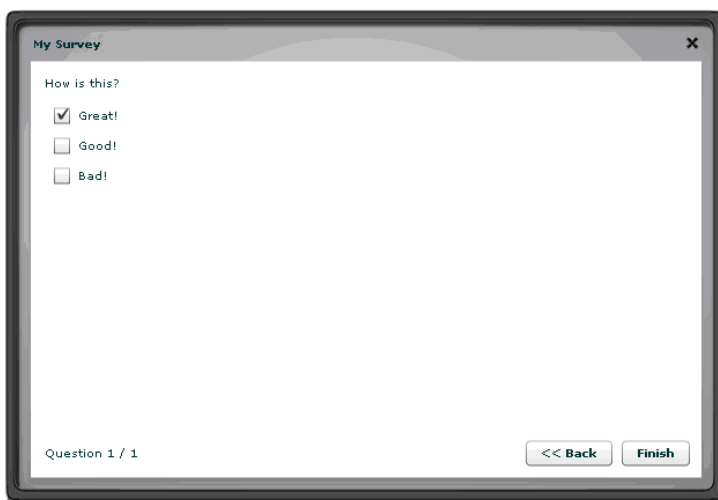 My Survey
How is this?
Great!
Good!
Bad!
Question 1 / 1
<< Back
Finish